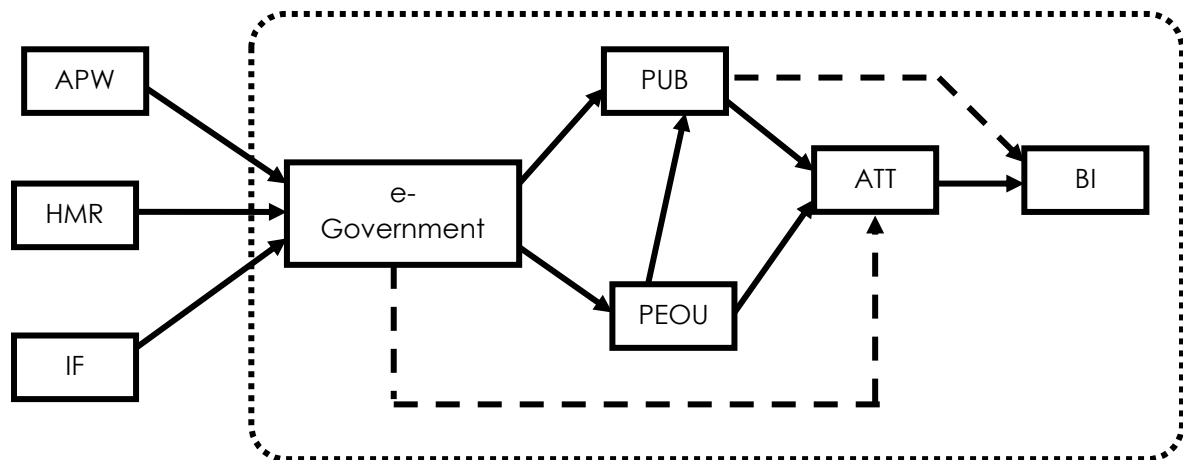 APW
PUB
HMR
e-
Government
ATT
BI
IF
PEOU